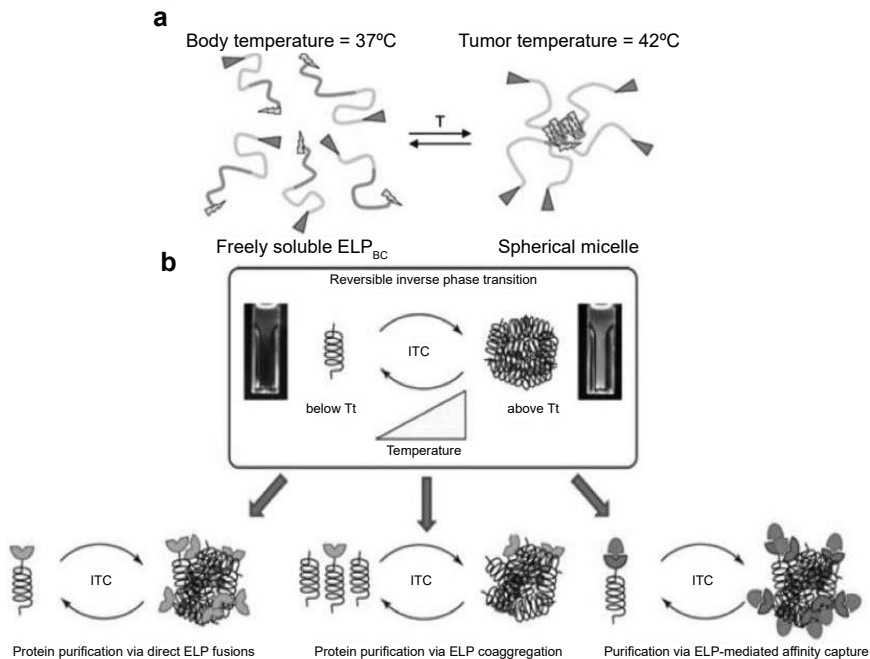 a
Body temperature = 37ºC
Tumor temperature = 42ºC
T
Freely soluble ELPBC
Spherical micelle
b
Reversible inverse phase transition
ITC
below Tt
above Tt
Temperature
ITC
ITC
ITC
Protein purification via direct ELP fusions
Protein purification via ELP coaggregation
Purification via ELP-mediated affinity capture